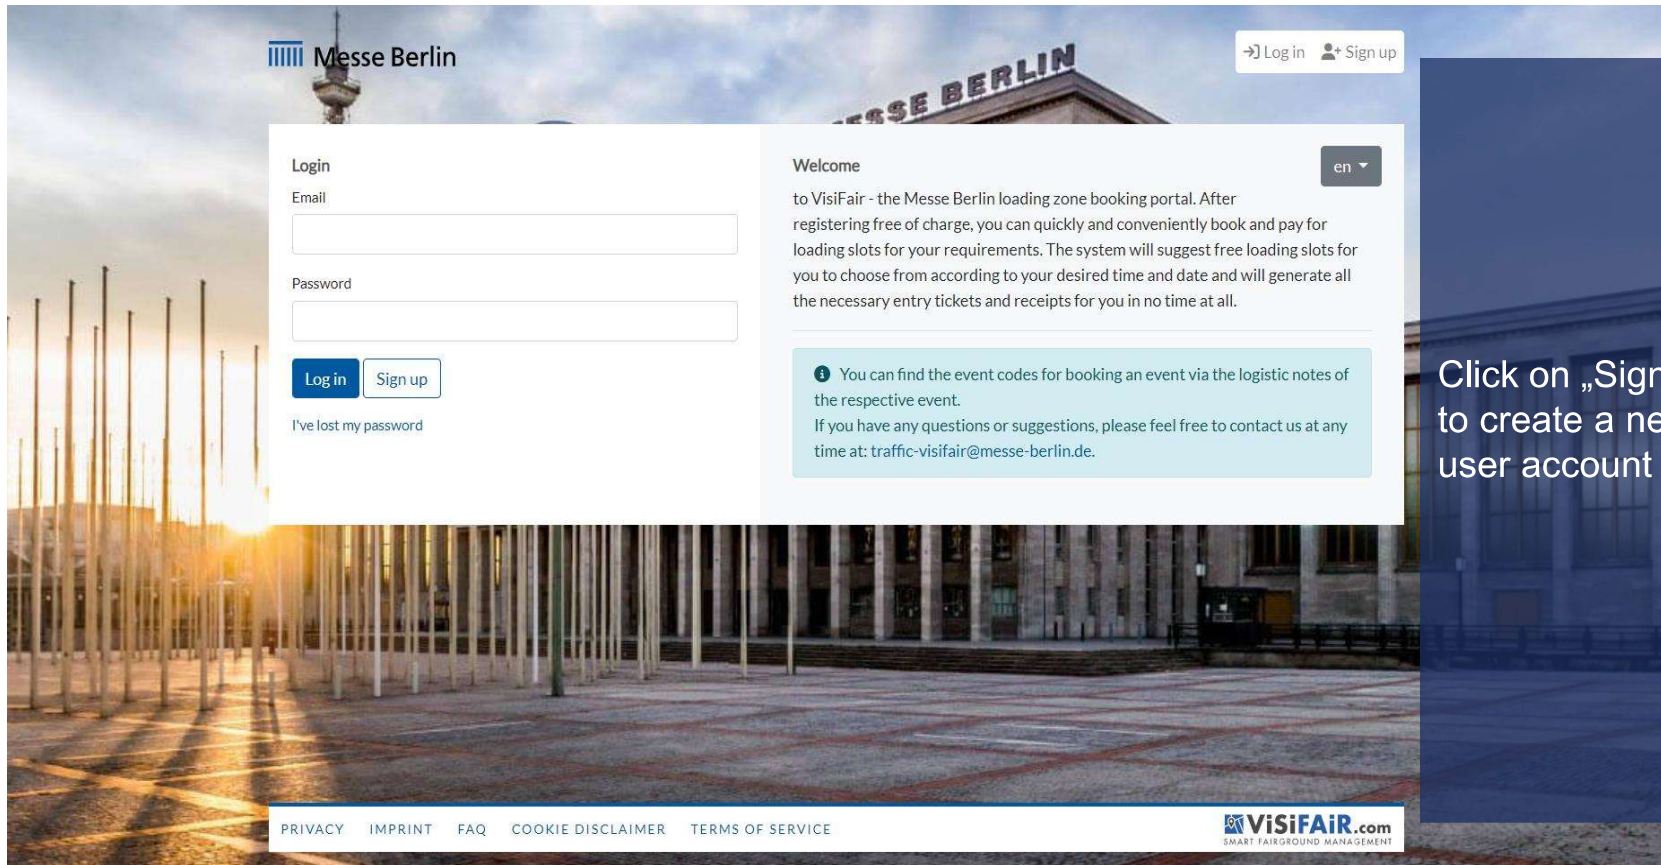 Messe Berlin
Log in Sign up
MESSE BERLIN
Login
Email
Password
Log in Sign up
I've lost my password
Welcome
en
to VisiFair - the Messe Berlin loading zone booking portal. After
registering free of charge, you can quickly and conveniently book and pay for
loading slots for your requirements. The system will suggest free loading slots for
you to choose from according to your desired time and date and will generate all
the necessary entry tickets and receipts for you in no time at all.
You can find the event codes for booking an event via the logistic notes of
the respective event.
If you have any questions or suggestions, please feel free to contact us at any
time at: traffic-visifair@messe-berlin.de.
Click on „Sign
to create a ne
user account
PRIVACY IMPRINT FAQ COOKIE DISCLAIMER TERMS OF SERVICE
ViSiFAiR.com
SMART FAIRGROUND MANAGEMENT